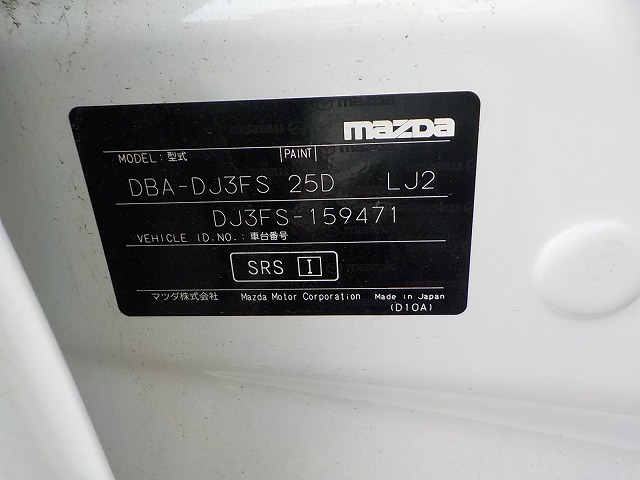 mazda
MODEL: 型式 PAINT
DBA-DJ3FS 25D LJ2
DJ3FS-159471
VEHICLE ID.NO.: 車台番号
SRS I
マツダ株式会社 Mazda Motor Corporation Made in Japan
(D10A)